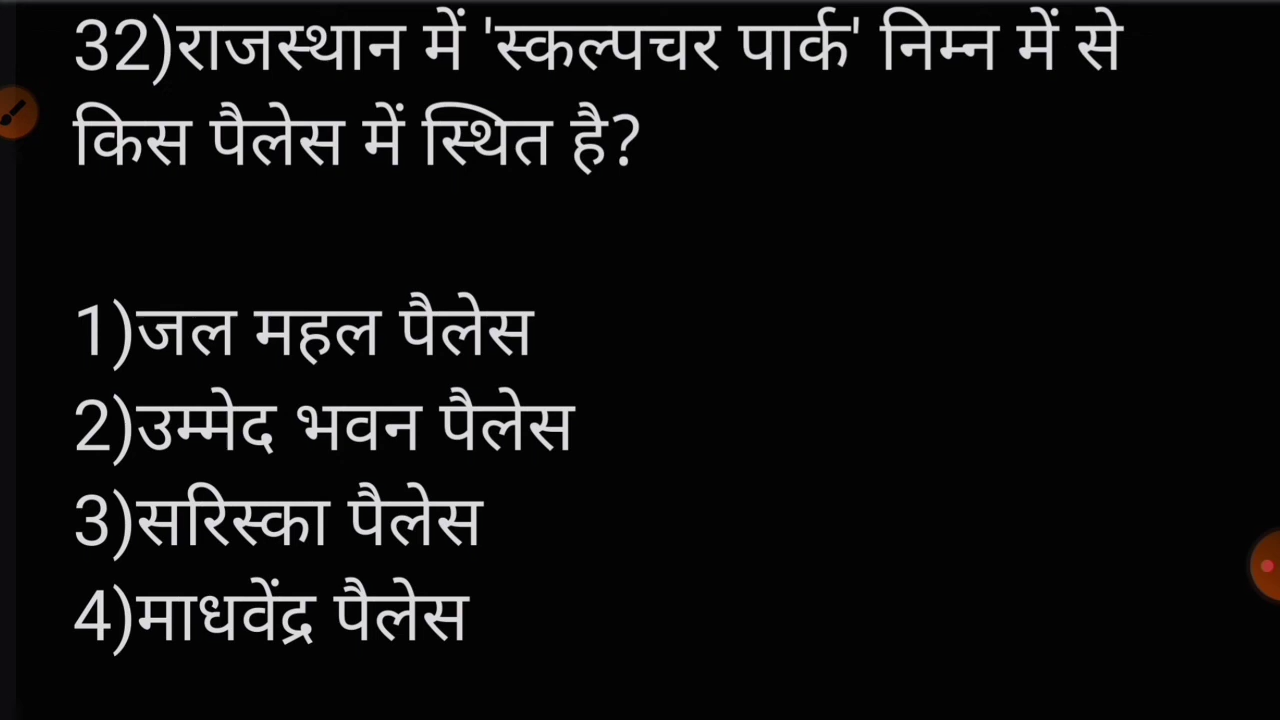 32)राजस्थान में 'स्कल्पचर पार्क' निम्न में से
किस पैलेस में स्थित है?
1)जल महल पैलेस
2)उम्मेद भवन पैलेस
3)सरिस्का पैलेस
4)माधवेंद्र पैलेस